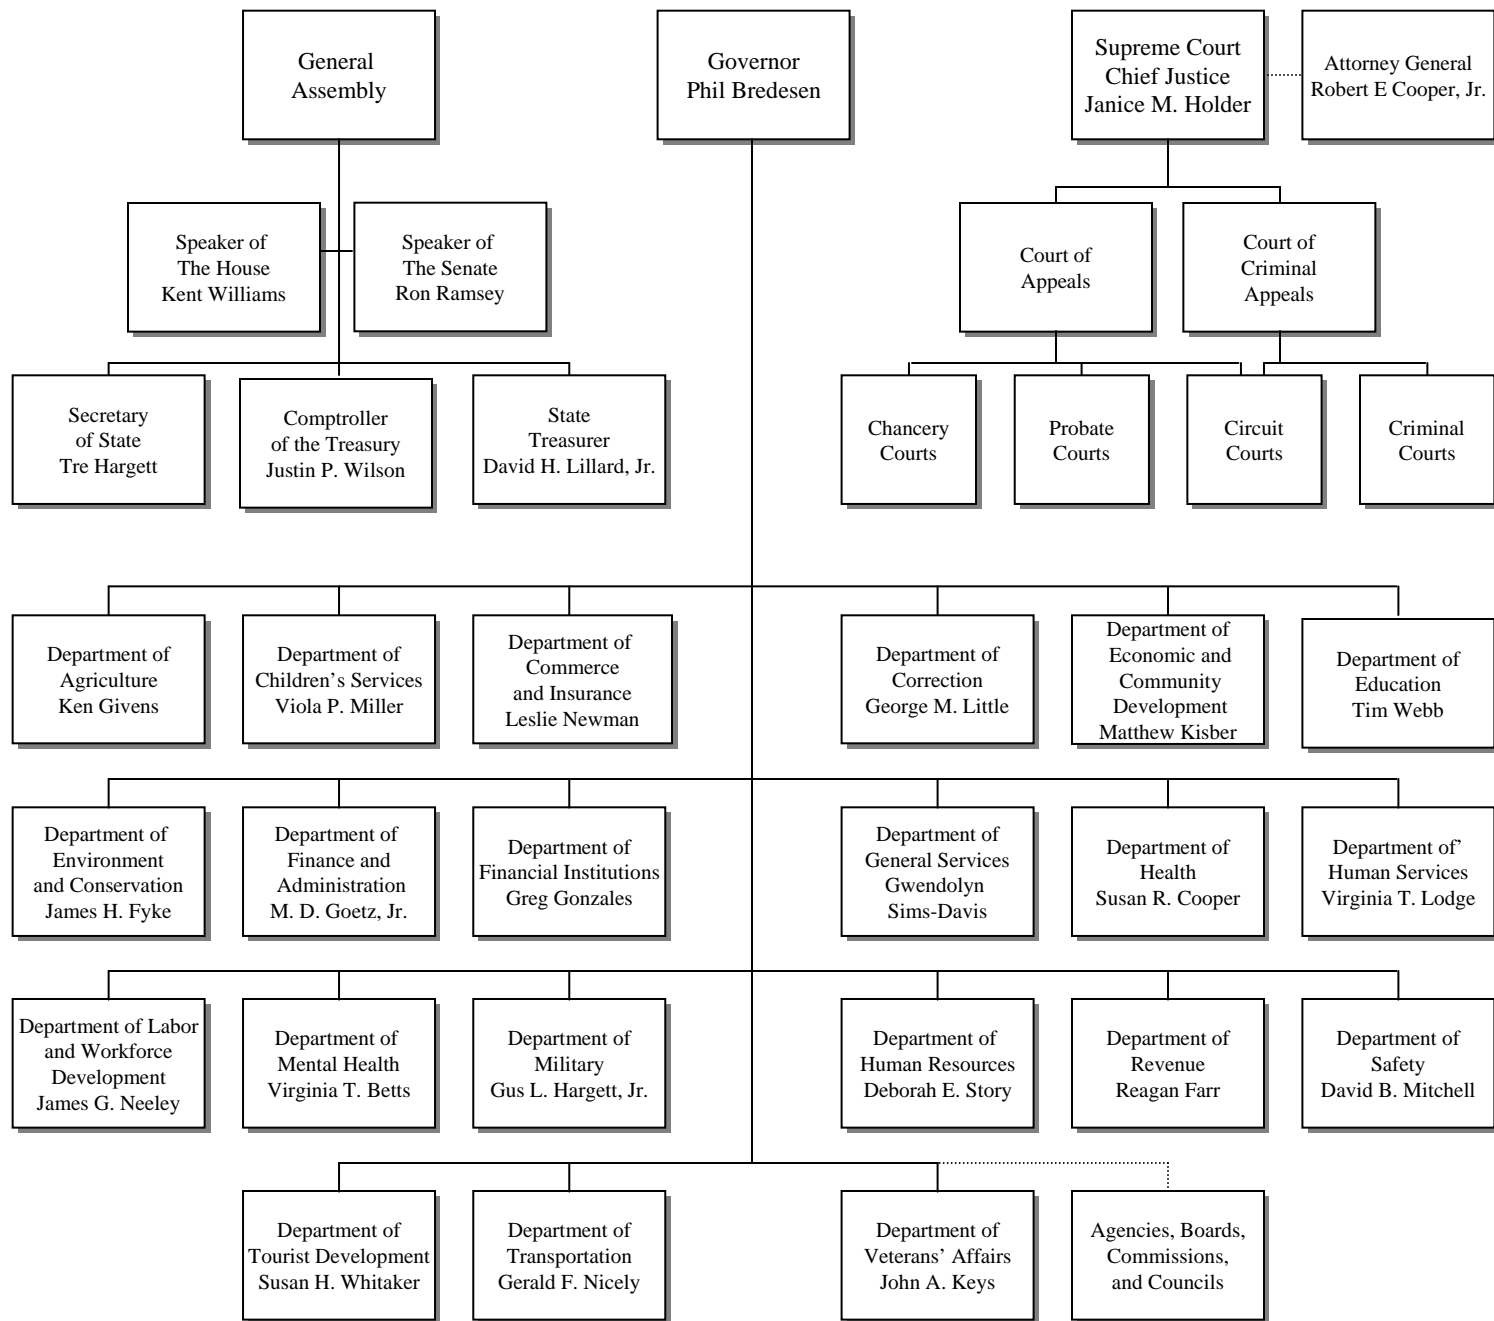 General
Assembly
Governor
Phil Bredesen
Supreme Court
Chief Justice
Janice M. Holder
Attorney General
Robert E Cooper, Jr.
Speaker of
The House
Kent Williams
Speaker of
The Senate
Ron Ramsey
Court of
Appeals
Court of
Criminal
Appeals
Secretary
of State
Tre Hargett
Comptroller
of the Treasury
Justin P. Wilson
State
Treasurer
David H. Lillard, Jr.
Chancery
Courts
Probate
Courts
Circuit
Courts
Criminal
Courts
Department of
Agriculture
Ken Givens
Department of
Children’s Services
Viola P. Miller
Department of
Commerce
and Insurance
Leslie Newman
Department of
Correction
George M. Little
Department of
Economic and
Community
Development
Matthew Kisber
Department of
Education
Tim Webb
Department of
Environment
and Conservation
James H. Fyke
Department of
Finance and
Administration
M. D. Goetz, Jr.
Department of
Financial Institutions
Greg Gonzales
Department of
General Services
Gwendolyn
Sims-Davis
Department of
Health
Susan R. Cooper
Department of’
Human Services
Virginia T. Lodge
Department of Labor
and Workforce
Development
James G. Neeley
Department of
Mental Health
Virginia T. Betts
Department of
Military
Gus L. Hargett, Jr.
Department of
Human Resources
Deborah E. Story
Department of
Revenue
Reagan Farr
Department of
Safety
David B. Mitchell
Department of
Tourist Development
Susan H. Whitaker
Department of
Transportation
Gerald F. Nicely
Department of
Veterans’ Affairs
John A. Keys
Agencies, Boards,
Commissions,
and Councils